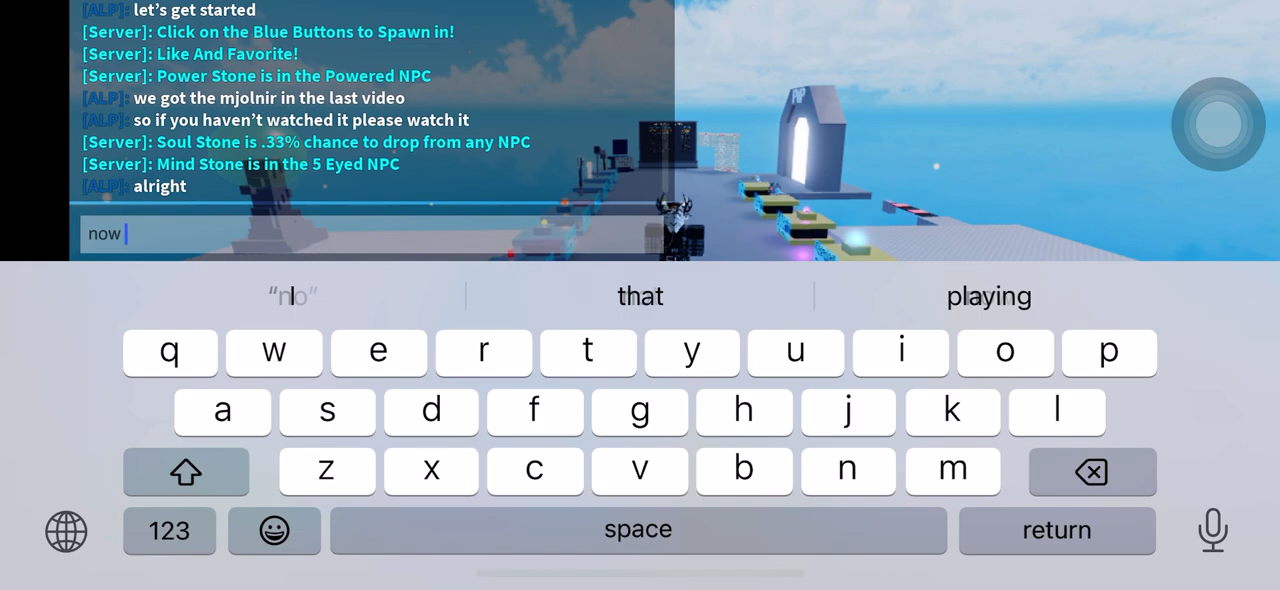 [ALP]: let's get started
[Server]: Click on the Blue Buttons to Spawn in!
[Server]: Like And Favorite!
[Server]: Power Stone is in the Powered NPC
[ALP]: we got the mjolnir in the last video
[ALP]: so if you haven't watched it please watch it
[Server]: Soul Stone is .33% chance to drop from any NPC
[Server]: Mind Stone is in the 5 Eyed NPC
[ALP]: alright
now
that playing
q w e r t y u i o p
a s d f g h j k l
z x c v b n m
123 space return